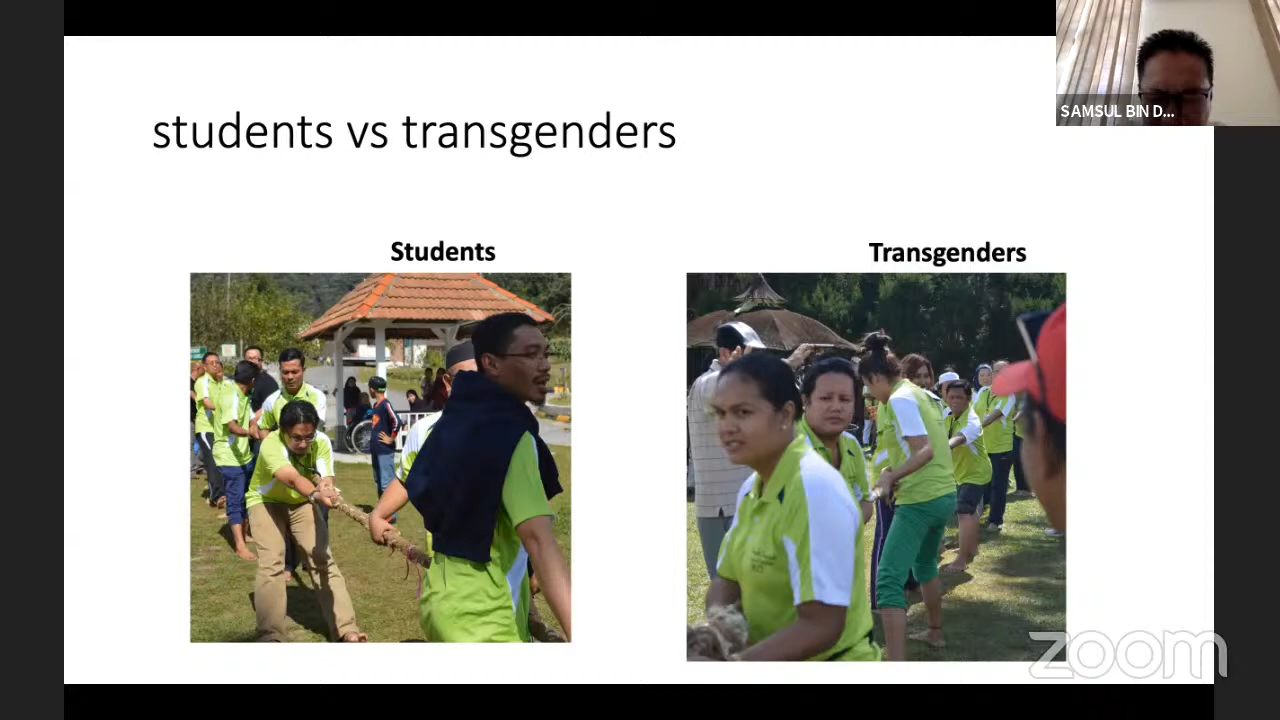 students vs transgenders
SAMSUL BIN D...
Students
Transgenders
zoom